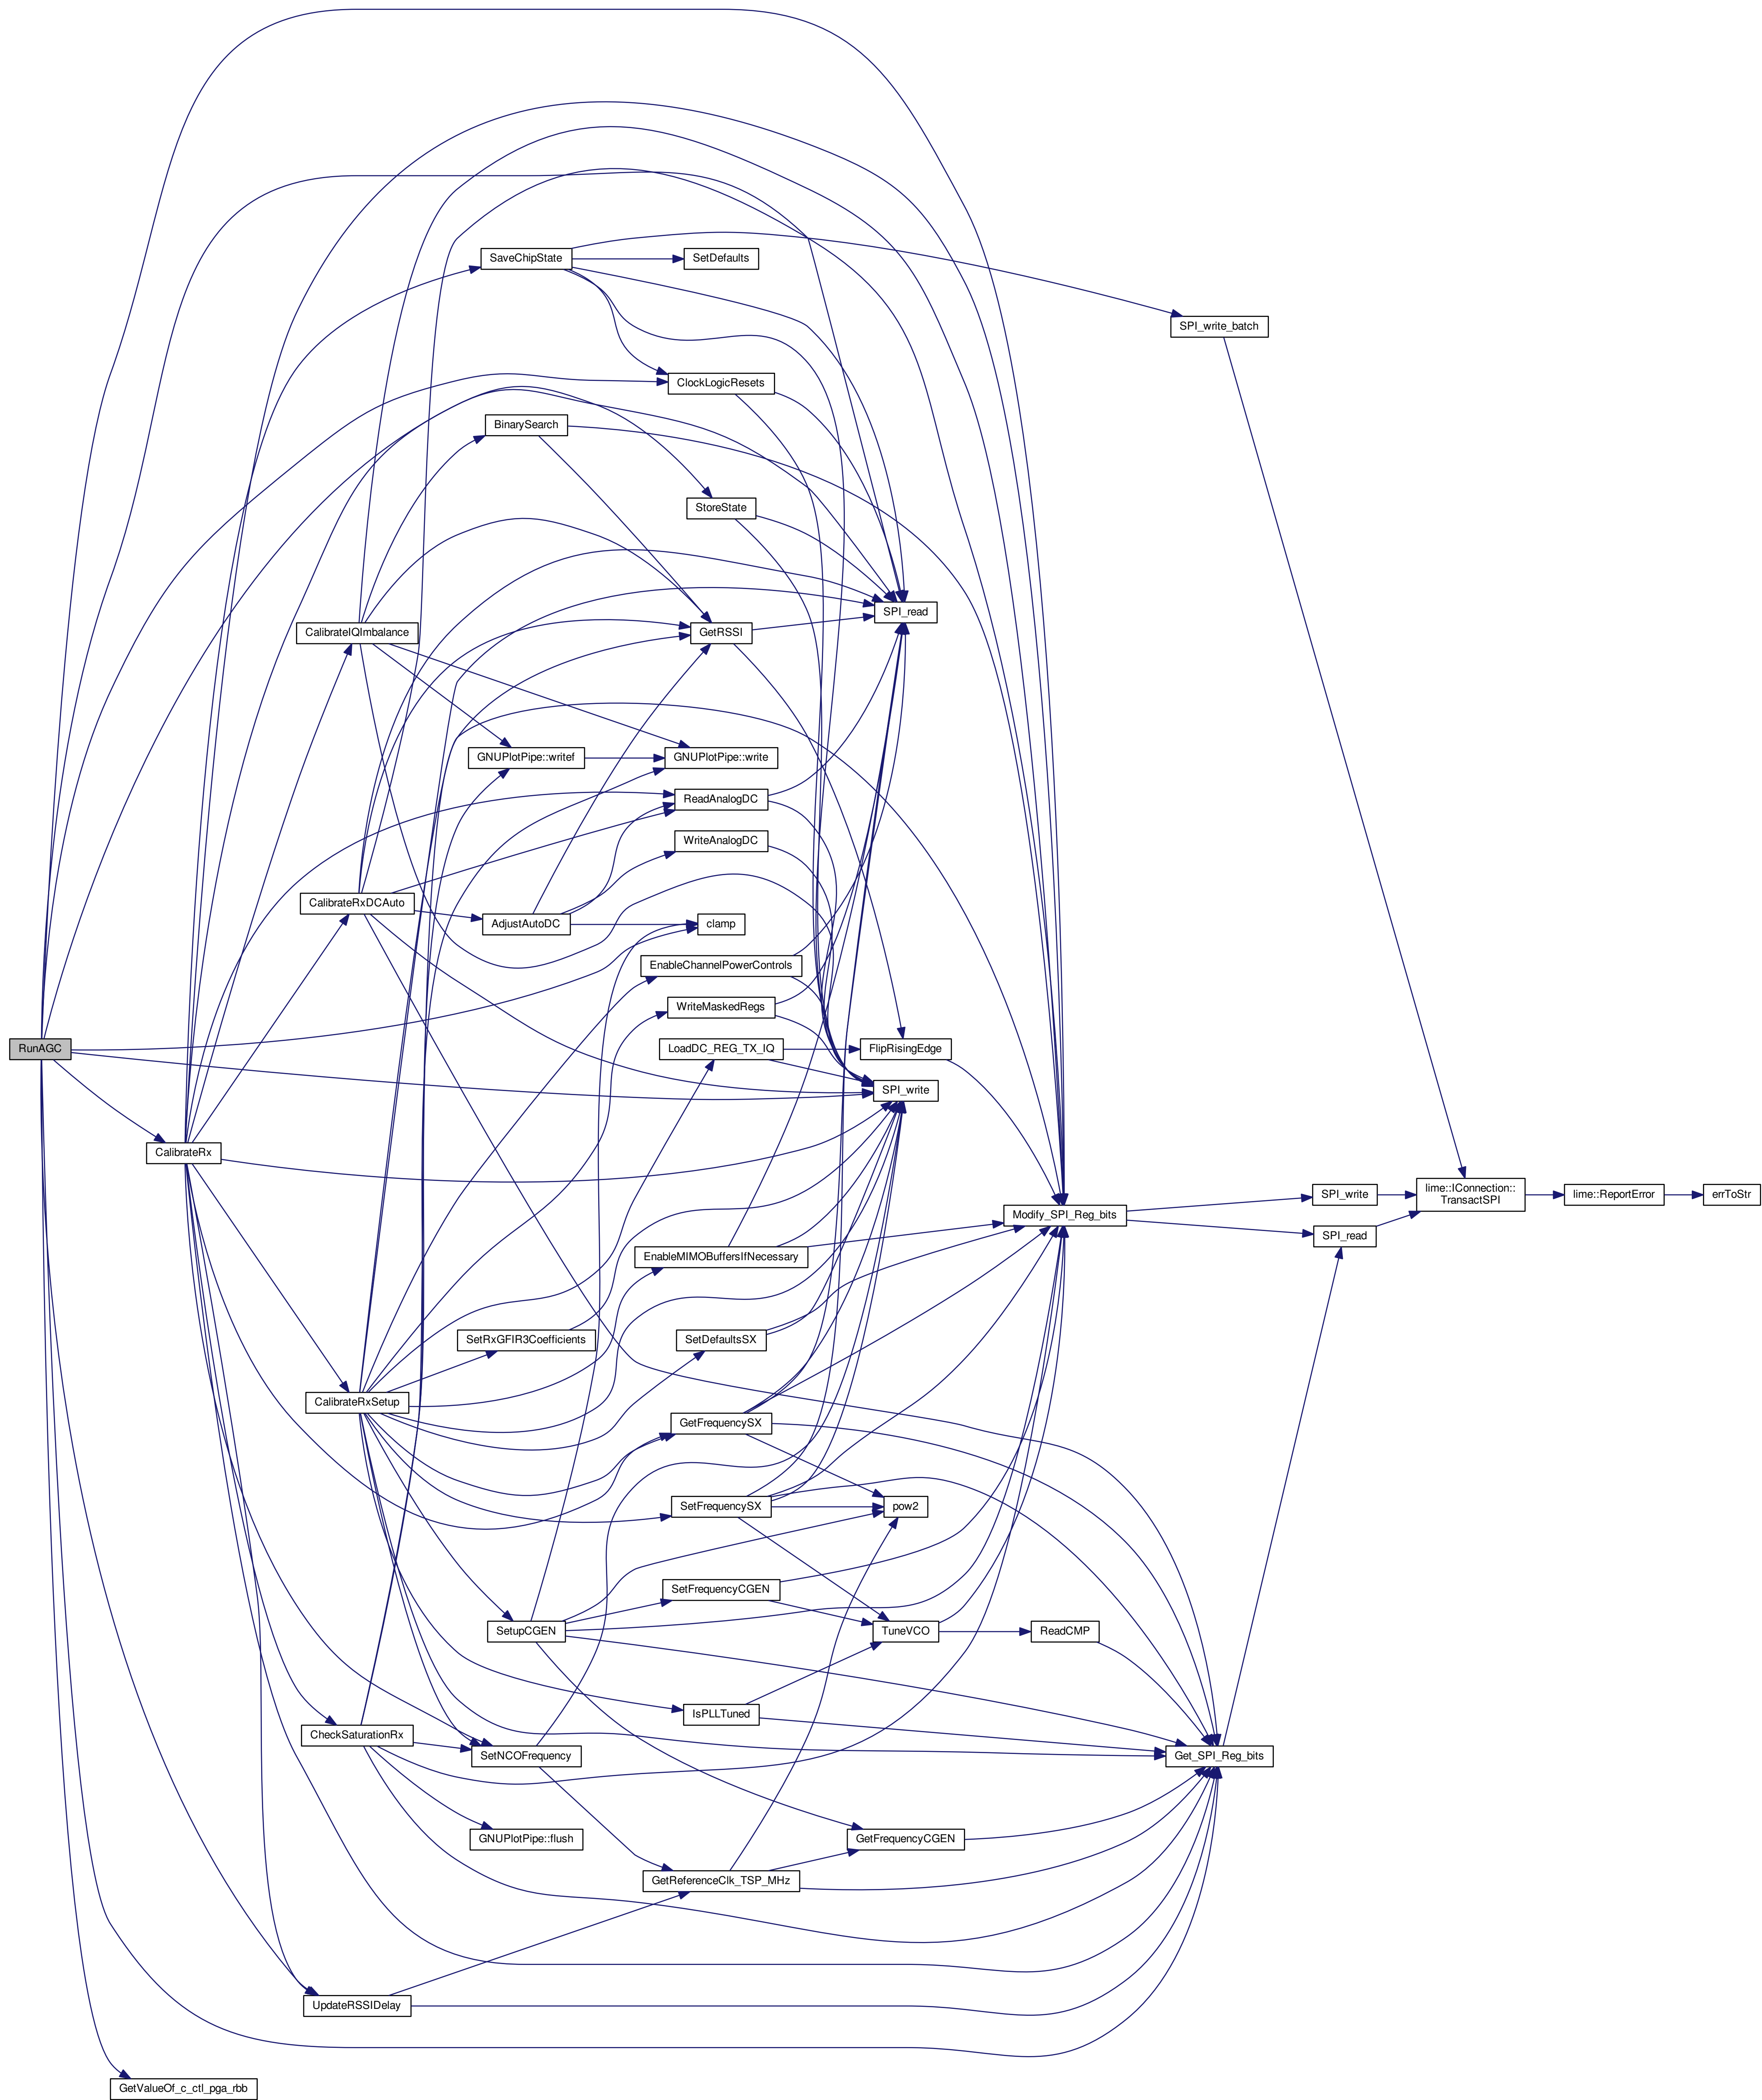 SaveChipState
SetDefaults
SPI_write_batch
ClockLogicResets
BinarySearch
StoreState
SPI_read
CalibrateIQImbalance
GetRSSI
GNUPlotPipe::writef
GNUPlotPipe::write
ReadAnalogDC
WriteAnalogDC
CalibrateRxDCAuto
AdjustAutoDC
clamp
EnableChannelPowerControls
WriteMaskedRegs
RunAGC
LoadDC_REG_TX_IQ
FlipRisingEdge
SPI_write
CalibrateRx
Modify_SPI_Reg_bits
SPI_write
lime::IConnection::
TransactSPI
lime::ReportError
errToStr
SPI_read
EnableMIMOBuffersIfNecessary
SetRxGFIR3Coefficients
SetDefaultsSX
CalibrateRxSetup
GetFrequencySX
SetFrequencySX
pow2
SetFrequencyCGEN
SetupCGEN
TuneVCO
ReadCMP
IsPLLTuned
CheckSaturationRx
SetNCOFrequency
Get_SPI_Reg_bits
GNUPlotPipe::flush
GetFrequencyCGEN
GetReferenceClk_TSP_MHz
UpdateRSSIDelay
GetValueOf_c_ctl_pga_rbb